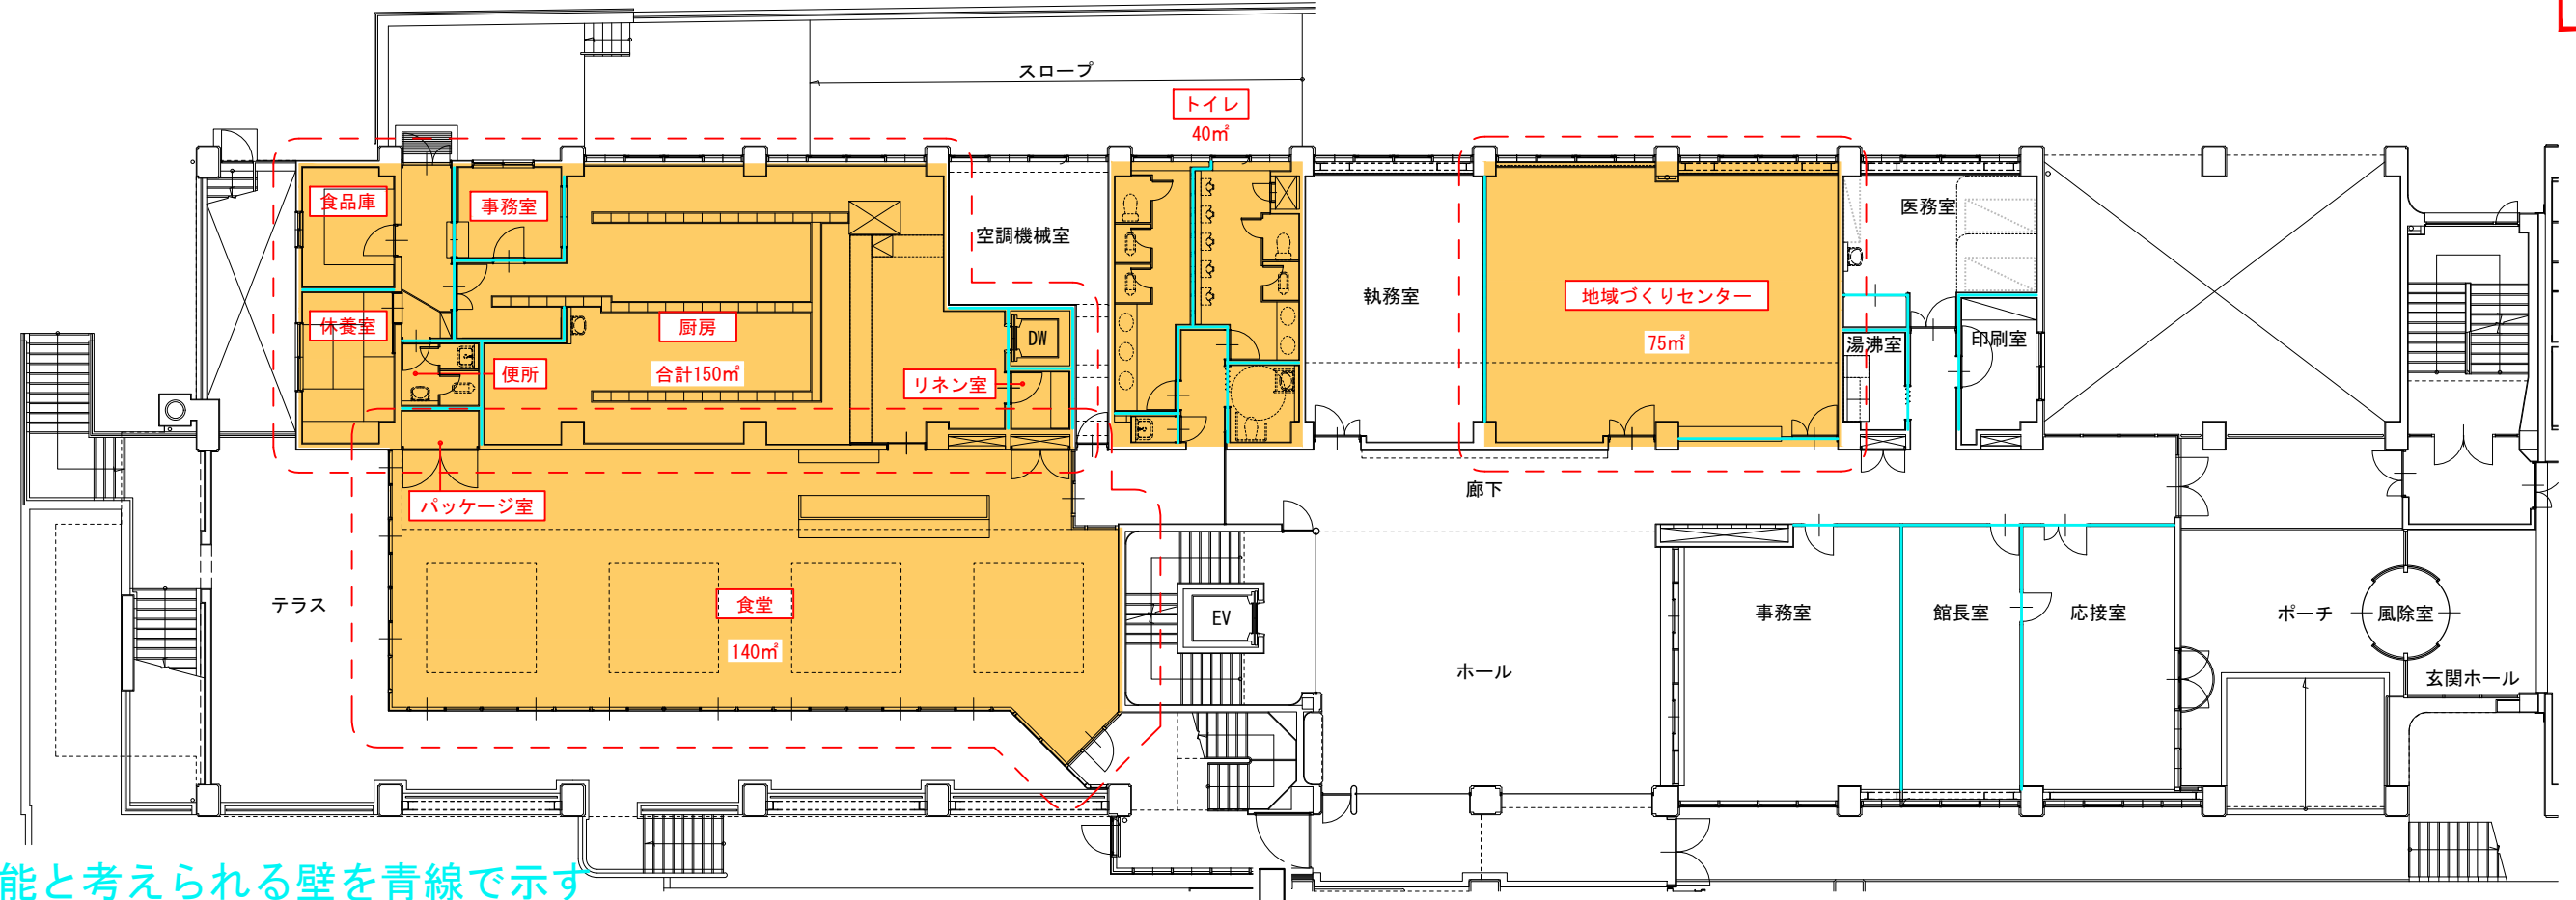 スロープ
トイレ
40㎡
食品庫
事務室
空調機械室
医務室
執務室
地域づくりセンター
休養室
厨房
DW
75㎡
湯沸室
印刷室
便所
合計150㎡
リネン室
パッケージ室
廊下
テラス
食堂
140㎡
EV
事務室
館長室
応接室
ポーチ
風除室
ホール
玄関ホール
能と考えられる壁を青線で示す